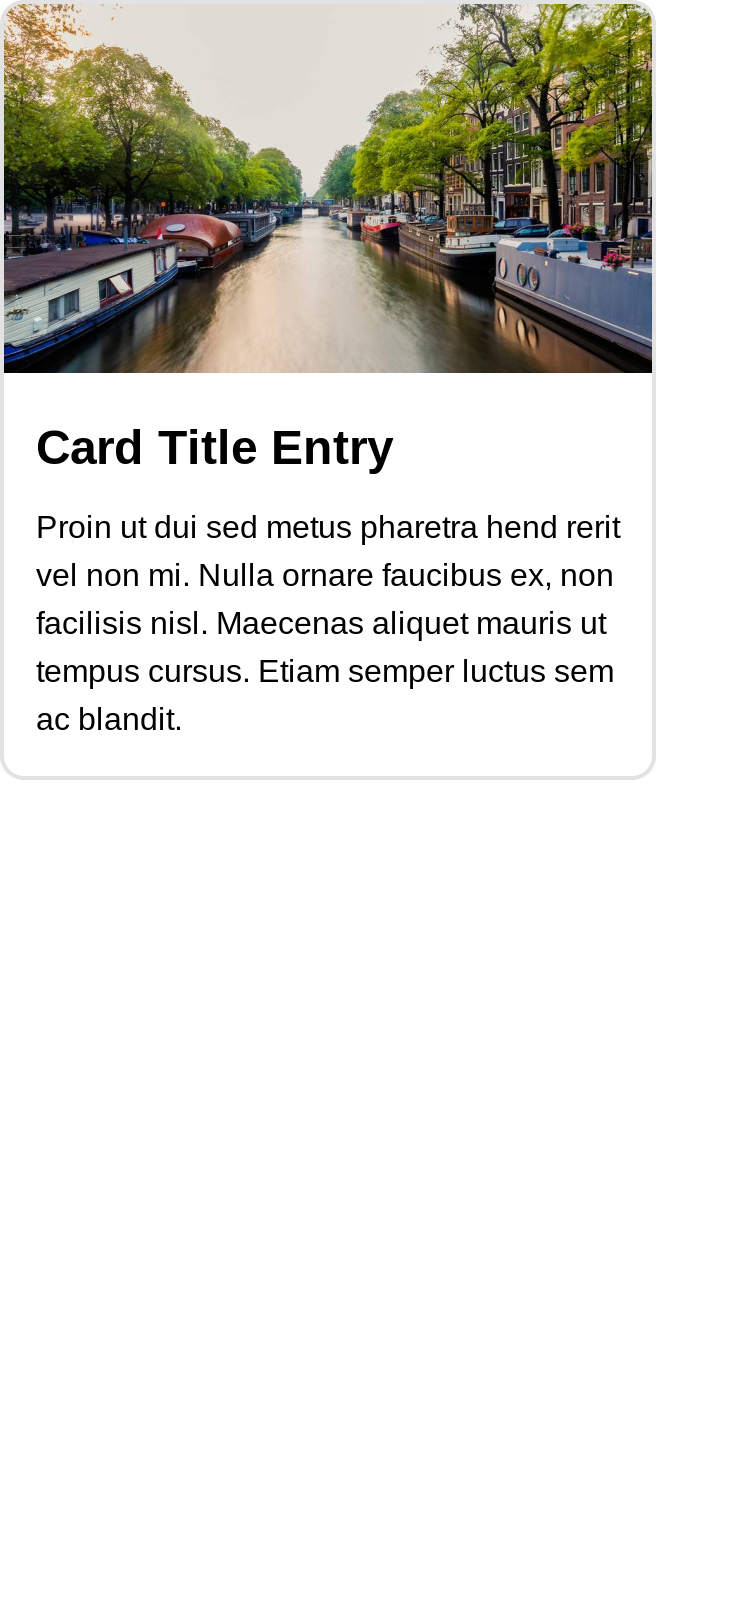 Card Title Entry
Proin ut dui sed metus pharetra hend rerit
vel non mi. Nulla ornare faucibus ex, non
facilisis nisl. Maecenas aliquet mauris ut
tempus cursus. Etiam semper luctus sem
ac blandit.